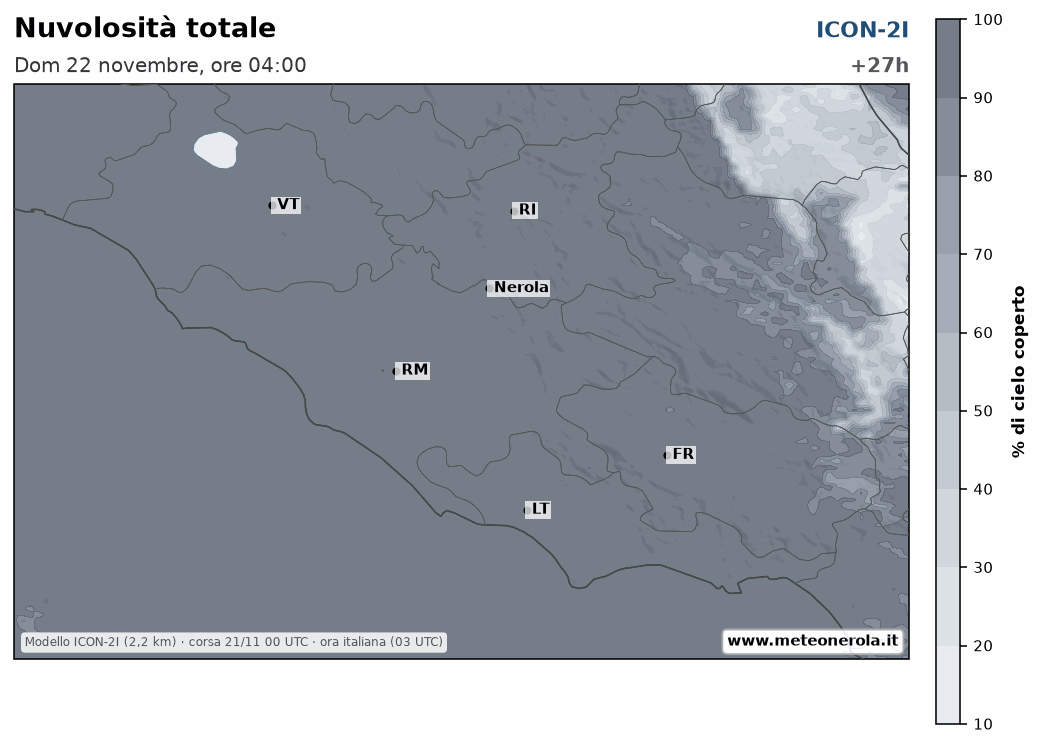 Nuvolosità totale
ICON-2I
Dom 22 novembre, ore 04:00
+27h
100
90
80
70
60
50
40
30
20
10
% di cielo coperto
VT
RI
Nerola
RM
FR
LT
Modello ICON-2I (2,2 km) · corsa 21/11 00 UTC · ora italiana (03 UTC)
www.meteonerola.it